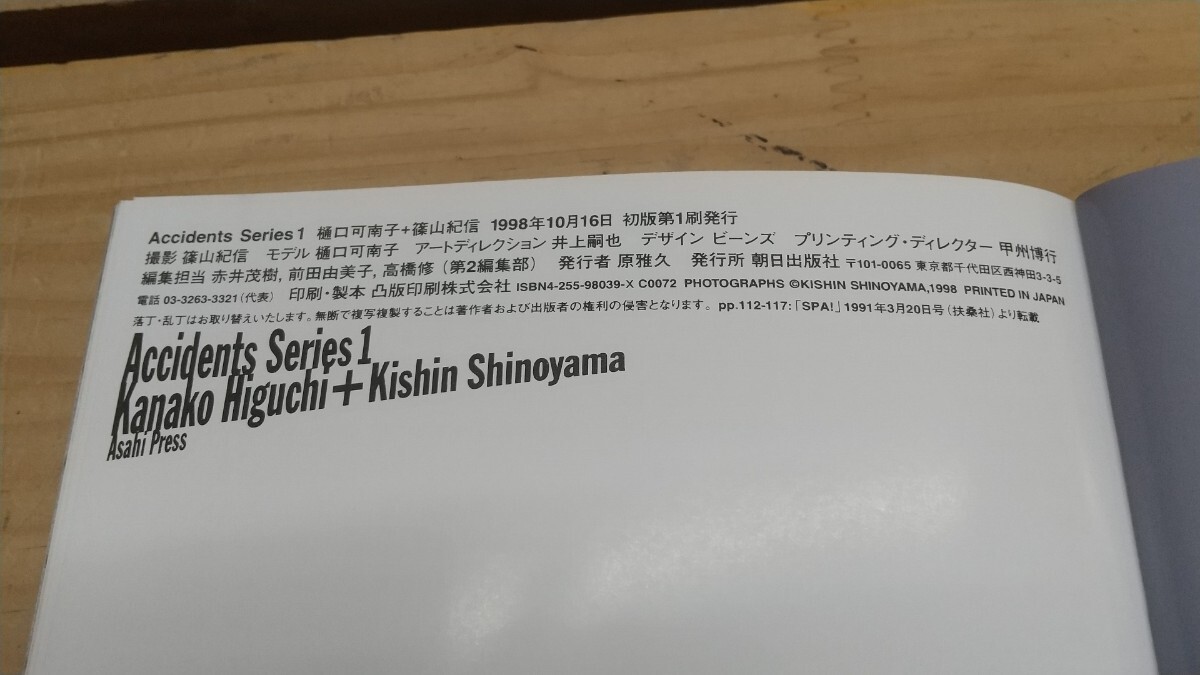 Accidents Series 1 樋口可南子+篠山紀信 1998年10月16日 初版第1刷発行
撮影 篠山紀信 モデル 樋口可南子 アートディレクション 井上嗣也 デザイン ビーンズ プリンティング・ディレクター 甲州博行
編集担当 赤井茂樹, 前田由美子, 高橋修 (第2編集部) 発行者 原雅久 発行所 朝日出版社 〒101-0065 東京都千代田区西神田3-3-5
電話 03-3263-3321(代表) 印刷・製本 凸版印刷株式会社 ISBN4-255-98039-X C0072 PHOTOGRAPHS ©KISHIN SHINOYAMA,1998 PRINTED IN JAPAN
落丁・乱丁はお取り替えいたします。無断で複写複製することは著作者および出版者の権利の侵害となります。 pp.112-117:「SPA!」1991年3月20日号(扶桑社)より転載
Accidents Series 1
Kanako Higuchi+Kishin Shinoyama
Asahi Press